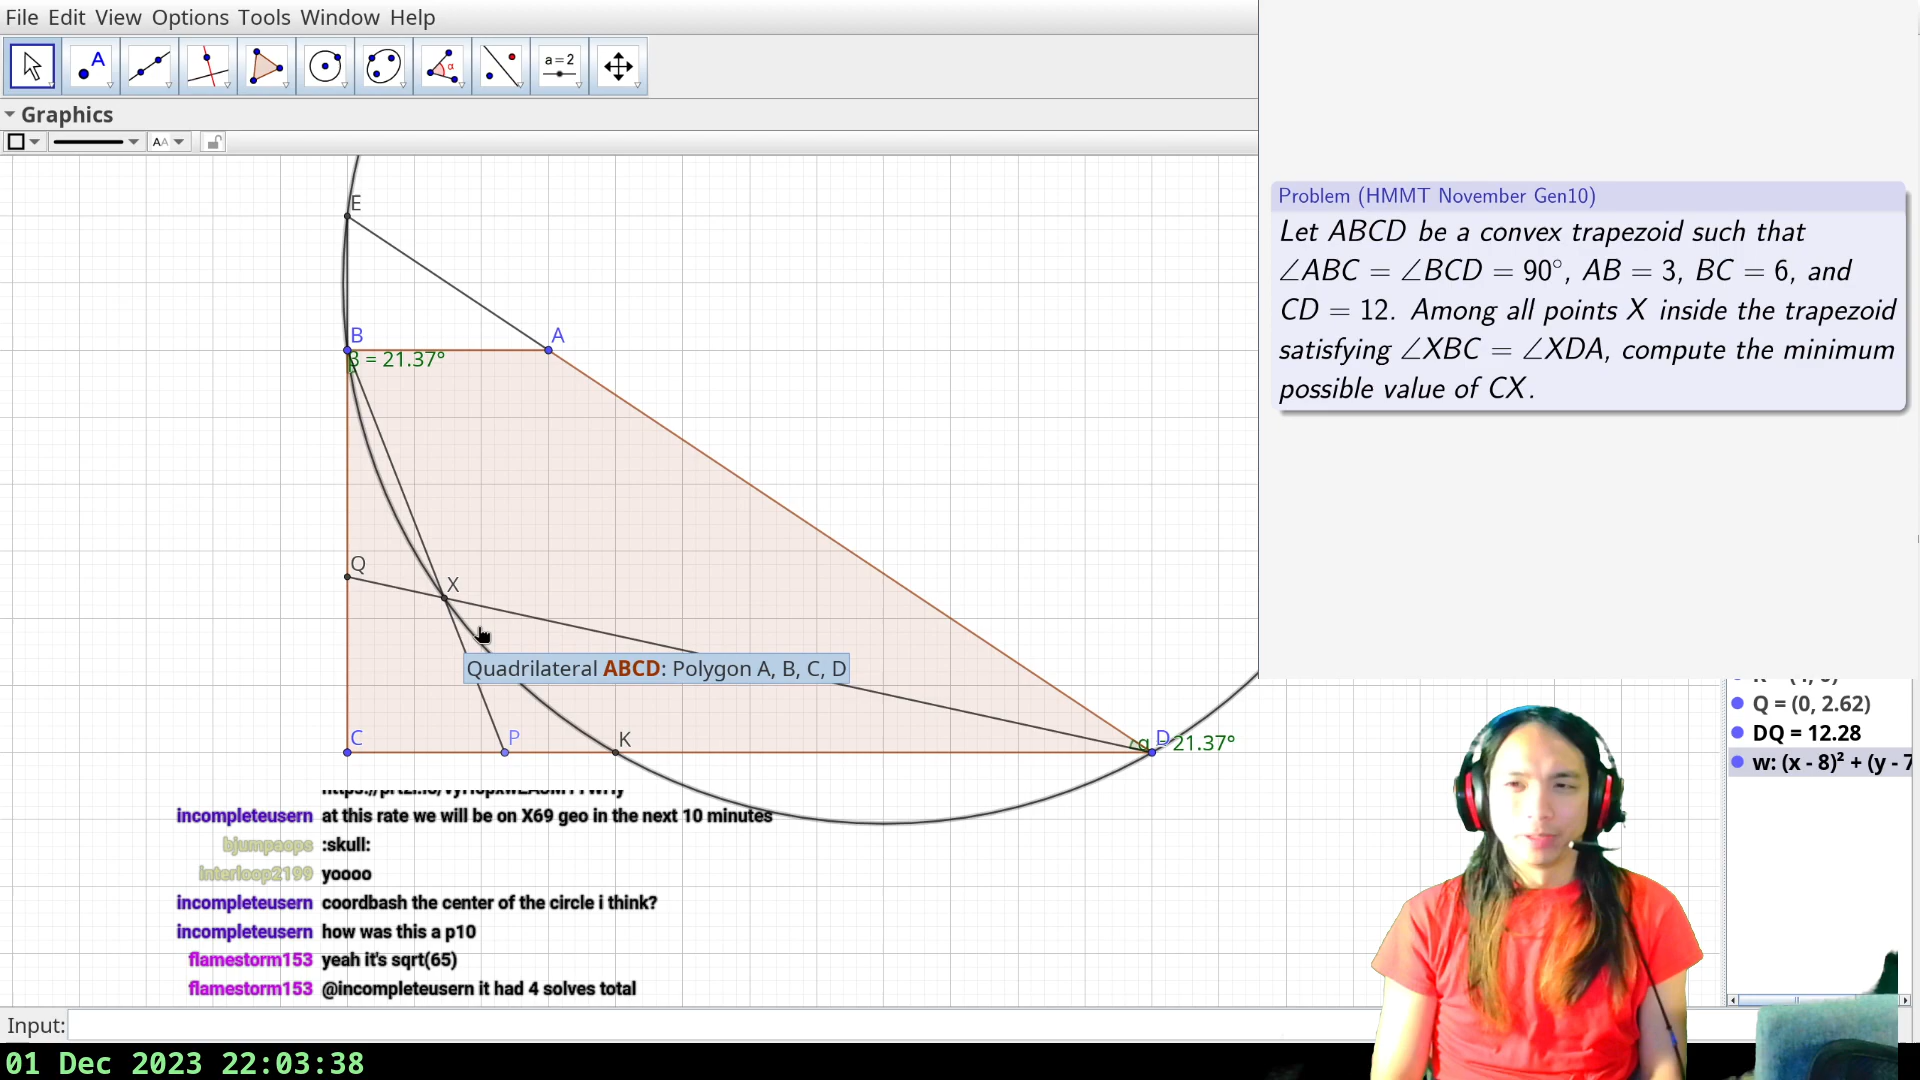 File Edit View Options Tools Window Help
A
α
a = 2
Graphics
AA
Problem (HMMT November Gen10)
Let ABCD be a convex trapezoid such that
∠ABC = ∠BCD = 90°, AB = 3, BC = 6, and
CD = 12. Among all points X inside the trapezoid
satisfying ∠XBC = ∠XDA, compute the minimum
possible value of CX.
E
B
A
β = 21.37°
Q
X
Quadrilateral ABCD: Polygon A, B, C, D
C
P
K
D
21.37°
Q = (0, 2.62)
DQ = 12.28
w: (x - 8)² + (y - 7
incompleteusern at this rate we will be on X69 geo in the next 10 minutes
bjumpaops :skull:
interloop2199 yoooo
incompleteusern coordbash the center of the circle i think?
incompleteusern how was this a p10
flamestorm153 yeah it's sqrt(65)
flamestorm153 @incompleteusern it had 4 solves total
Input:
01 Dec 2023 22:03:38